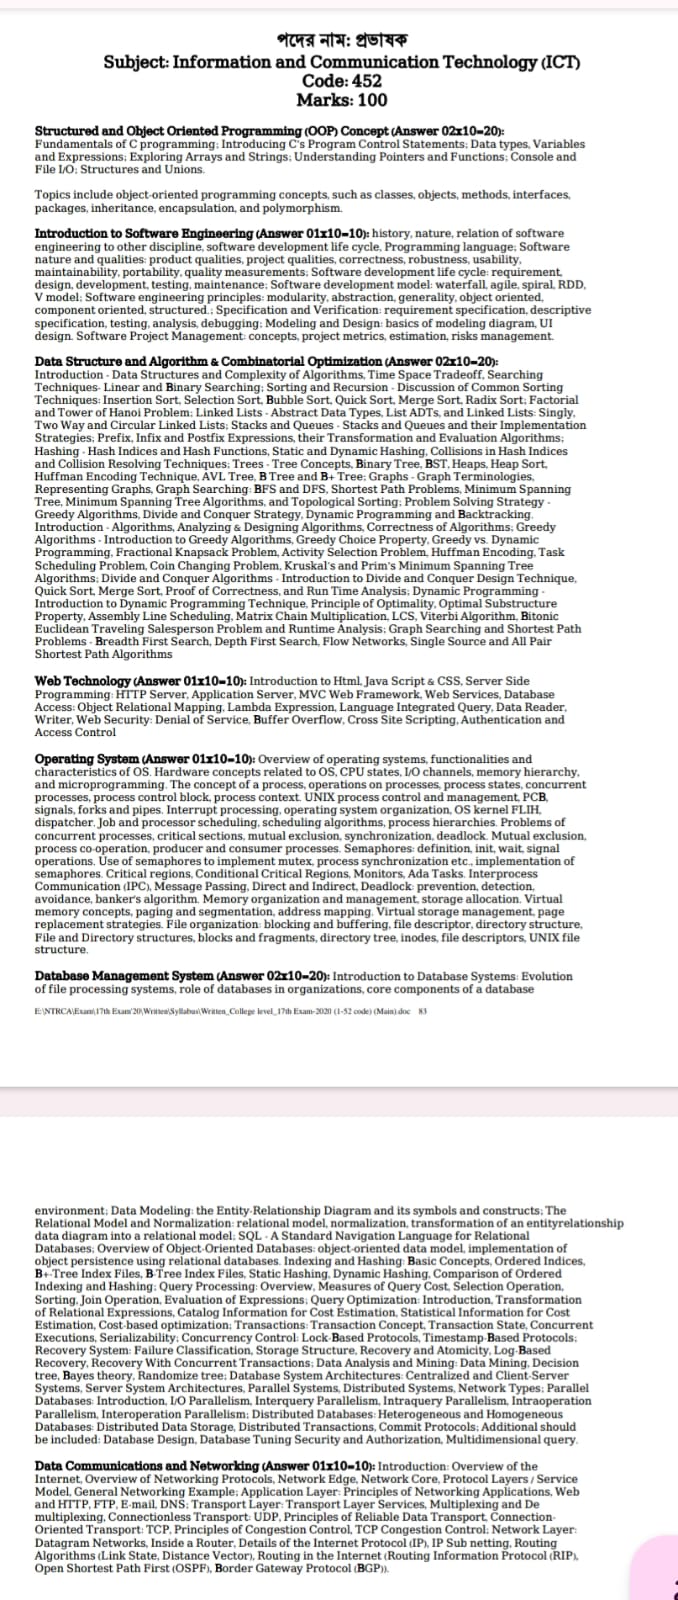 পদের নাম: প্রভাষক
Subject: Information and Communication Technology (ICT)
Code: 452
Marks: 100
Structured and Object Oriented Programming (OOP) Concept (Answer 02x10=20):
Fundamentals of C programming; Introducing C's Program Control Statements; Data types, Variables
and Expressions; Exploring Arrays and Strings; Understanding Pointers and Functions; Console and
File I/O; Structures and Unions.
Topics include object-oriented programming concepts, such as classes, objects, methods, interfaces,
packages, inheritance, encapsulation, and polymorphism.
Introduction to Software Engineering (Answer 01x10=10): history, nature, relation of software
engineering to other discipline, software development life cycle, Programming language; Software
nature and qualities: product qualities, project qualities, correctness, robustness, usability,
maintainability, portability, quality measurements; Software development life cycle: requirement,
design, development, testing, maintenance; Software development model: waterfall, agile, spiral, RDD,
V model; Software engineering principles: modularity, abstraction, generality, object oriented,
component oriented, structured.; Specification and Verification: requirement specification, descriptive
specification, testing, analysis, debugging; Modeling and Design: basics of modeling diagram, UI
design. Software Project Management: concepts, project metrics, estimation, risks management.
Data Structure and Algorithm & Combinatorial Optimization (Answer 02x10=20):
Introduction - Data Structures and Complexity of Algorithms, Time Space Tradeoff, Searching
Techniques- Linear and Binary Searching; Sorting and Recursion - Discussion of Common Sorting
Techniques: Insertion Sort, Selection Sort, Bubble Sort, Quick Sort, Merge Sort, Radix Sort; Factorial
and Tower of Hanoi Problem; Linked Lists - Abstract Data Types, List ADTs, and Linked Lists: Singly,
Two Way and Circular Linked Lists; Stacks and Queues - Stacks and Queues and their Implementation
Strategies; Prefix, Infix and Postfix Expressions, their Transformation and Evaluation Algorithms;
Hashing - Hash Indices and Hash Functions, Static and Dynamic Hashing, Collisions in Hash Indices
and Collision Resolving Techniques; Trees - Tree Concepts, Binary Tree, BST, Heaps, Heap Sort,
Huffman Encoding Technique, AVL Tree, B Tree and B+ Tree; Graphs - Graph Terminologies,
Representing Graphs, Graph Searching: BFS and DFS, Shortest Path Problems, Minimum Spanning
Tree, Minimum Spanning Tree Algorithms, and Topological Sorting; Problem Solving Strategy -
Greedy Algorithms, Divide and Conquer Strategy, Dynamic Programming and Backtracking.
Introduction - Algorithms, Analyzing & Designing Algorithms, Correctness of Algorithms; Greedy
Algorithms - Introduction to Greedy Algorithms, Greedy Choice Property, Greedy vs. Dynamic
Programming, Fractional Knapsack Problem, Activity Selection Problem, Huffman Encoding, Task
Scheduling Problem, Coin Changing Problem, Kruskal's and Prim's Minimum Spanning Tree
Algorithms; Divide and Conquer Algorithms - Introduction to Divide and Conquer Design Technique,
Quick Sort, Merge Sort, Proof of Correctness, and Run Time Analysis; Dynamic Programming -
Introduction to Dynamic Programming Technique, Principle of Optimality, Optimal Substructure
Property, Assembly Line Scheduling, Matrix Chain Multiplication, LCS, Viterbi Algorithm, Bitonic
Euclidean Traveling Salesperson Problem and Runtime Analysis; Graph Searching and Shortest Path
Problems - Breadth First Search, Depth First Search, Flow Networks, Single Source and All Pair
Shortest Path Algorithms
Web Technology (Answer 01x10=10): Introduction to Html, Java Script & CSS, Server Side
Programming: HTTP Server, Application Server, MVC Web Framework, Web Services, Database
Access: Object Relational Mapping, Lambda Expression, Language Integrated Query, Data Reader,
Writer, Web Security: Denial of Service, Buffer Overflow, Cross Site Scripting, Authentication and
Access Control
Operating System (Answer 01x10=10): Overview of operating systems, functionalities and
characteristics of OS. Hardware concepts related to OS, CPU states, I/O channels, memory hierarchy,
and microprogramming. The concept of a process, operations on processes, process states, concurrent
processes, process control block, process context. UNIX process control and management, PCB,
signals, forks and pipes. Interrupt processing, operating system organization, OS kernel FLIH,
dispatcher. Job and processor scheduling, scheduling algorithms, process hierarchies. Problems of
concurrent processes, critical sections, mutual exclusion, synchronization, deadlock. Mutual exclusion,
process co-operation, producer and consumer processes. Semaphores: definition, init, wait, signal
operations. Use of semaphores to implement mutex, process synchronization etc., implementation of
semaphores. Critical regions, Conditional Critical Regions, Monitors, Ada Tasks. Interprocess
Communication (IPC), Message Passing, Direct and Indirect, Deadlock: prevention, detection,
avoidance, banker's algorithm. Memory organization and management, storage allocation. Virtual
memory concepts, paging and segmentation, address mapping. Virtual storage management, page
replacement strategies. File organization: blocking and buffering, file descriptor, directory structure,
File and Directory structures, blocks and fragments, directory tree, inodes, file descriptors, UNIX file
structure.
Database Management System (Answer 02x10=20): Introduction to Database Systems: Evolution
of file processing systems, role of databases in organizations, core components of a database
E:\NTRCA\Exam\17th Exam'20\Written\Syllabus\Written_College level_17th Exam-2020 (1-52 code) (Main).doc 83
environment; Data Modeling: the Entity-Relationship Diagram and its symbols and constructs; The
Relational Model and Normalization: relational model, normalization, transformation of an entityrelationship
data diagram into a relational model; SQL - A Standard Navigation Language for Relational
Databases; Overview of Object-Oriented Databases: object-oriented data model, implementation of
object persistence using relational databases. Indexing and Hashing: Basic Concepts, Ordered Indices,
B+-Tree Index Files, B-Tree Index Files, Static Hashing, Dynamic Hashing, Comparison of Ordered
Indexing and Hashing; Query Processing: Overview, Measures of Query Cost, Selection Operation,
Sorting, Join Operation, Evaluation of Expressions; Query Optimization: Introduction, Transformation
of Relational Expressions, Catalog Information for Cost Estimation, Statistical Information for Cost
Estimation, Cost-based optimization; Transactions: Transaction Concept, Transaction State, Concurrent
Executions, Serializability; Concurrency Control: Lock-Based Protocols, Timestamp-Based Protocols;
Recovery System: Failure Classification, Storage Structure, Recovery and Atomicity, Log-Based
Recovery, Recovery With Concurrent Transactions; Data Analysis and Mining: Data Mining, Decision
tree, Bayes theory, Randomize tree; Database System Architectures: Centralized and Client-Server
Systems, Server System Architectures, Parallel Systems, Distributed Systems, Network Types; Parallel
Databases: Introduction, I/O Parallelism, Interquery Parallelism, Intraquery Parallelism, Intraoperation
Parallelism, Interoperation Parallelism; Distributed Databases: Heterogeneous and Homogeneous
Databases: Distributed Data Storage, Distributed Transactions, Commit Protocols; Additional should
be included: Database Design, Database Tuning Security and Authorization, Multidimensional query.
Data Communications and Networking (Answer 01x10=10): Introduction: Overview of the
Internet, Overview of Networking Protocols, Network Edge, Network Core, Protocol Layers / Service
Model, General Networking Example; Application Layer: Principles of Networking Applications, Web
and HTTP, FTP, E-mail, DNS; Transport Layer: Transport Layer Services, Multiplexing and De
multiplexing, Connectionless Transport: UDP, Principles of Reliable Data Transport, Connection-
Oriented Transport: TCP, Principles of Congestion Control, TCP Congestion Control; Network Layer:
Datagram Networks, Inside a Router, Details of the Internet Protocol (IP), IP Sub netting, Routing
Algorithms (Link State, Distance Vector), Routing in the Internet (Routing Information Protocol (RIP),
Open Shortest Path First (OSPF), Border Gateway Protocol (BGP)).